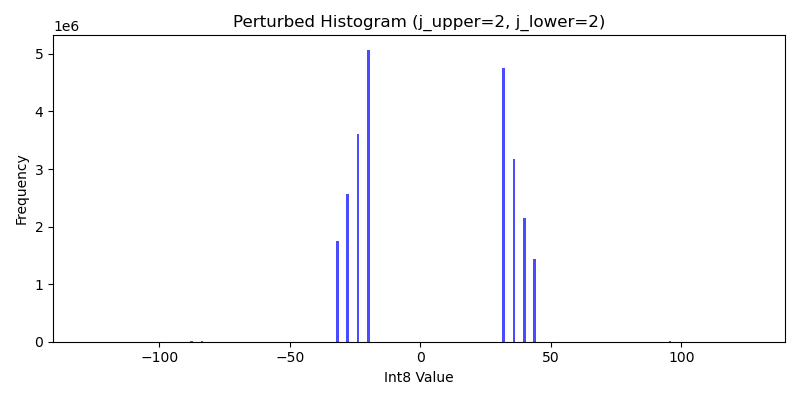 Perturbed Histogram (j_upper=2, j_lower=2)
1e6
5
4
3
2
1
0
Frequency
−100 −50 0 50 100
Int8 Value